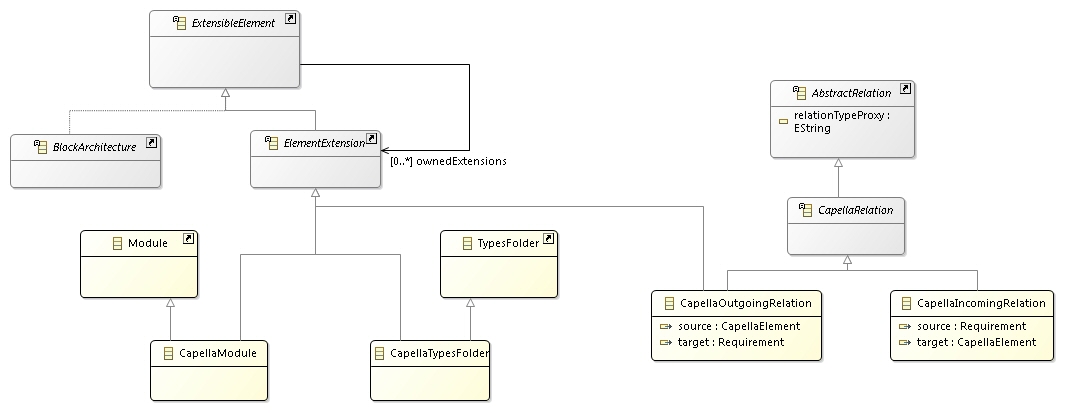 ExtensibleElement
AbstractRelation
relationTypeProxy :
EString
BlockArchitecture
ElementExtension
[0..*] ownedExtensions
CapellaRelation
Module
TypesFolder
CapellaOutgoingRelation
source : CapellaElement
target : Requirement
CapellaIncomingRelation
source : Requirement
target : CapellaElement
CapellaModule
CapellaTypesFolder